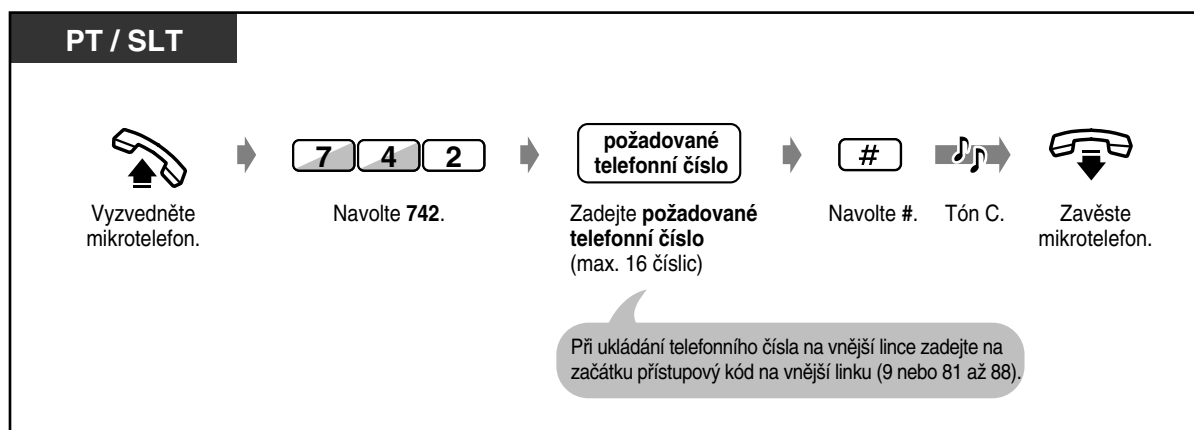 PT / SLT
7 4 2
požadované
telefonní číslo
#
Vyzvedněte
mikrotelefon.
Navolte 742.
Zadejte požadované
telefonní číslo
(max. 16 číslic)
Navolte #.
Tón C.
Zavěste
mikrotelefon.
Při ukládání telefonního čísla na vnější lince zadejte na
začátku přístupový kód na vnější linku (9 nebo 81 až 88).